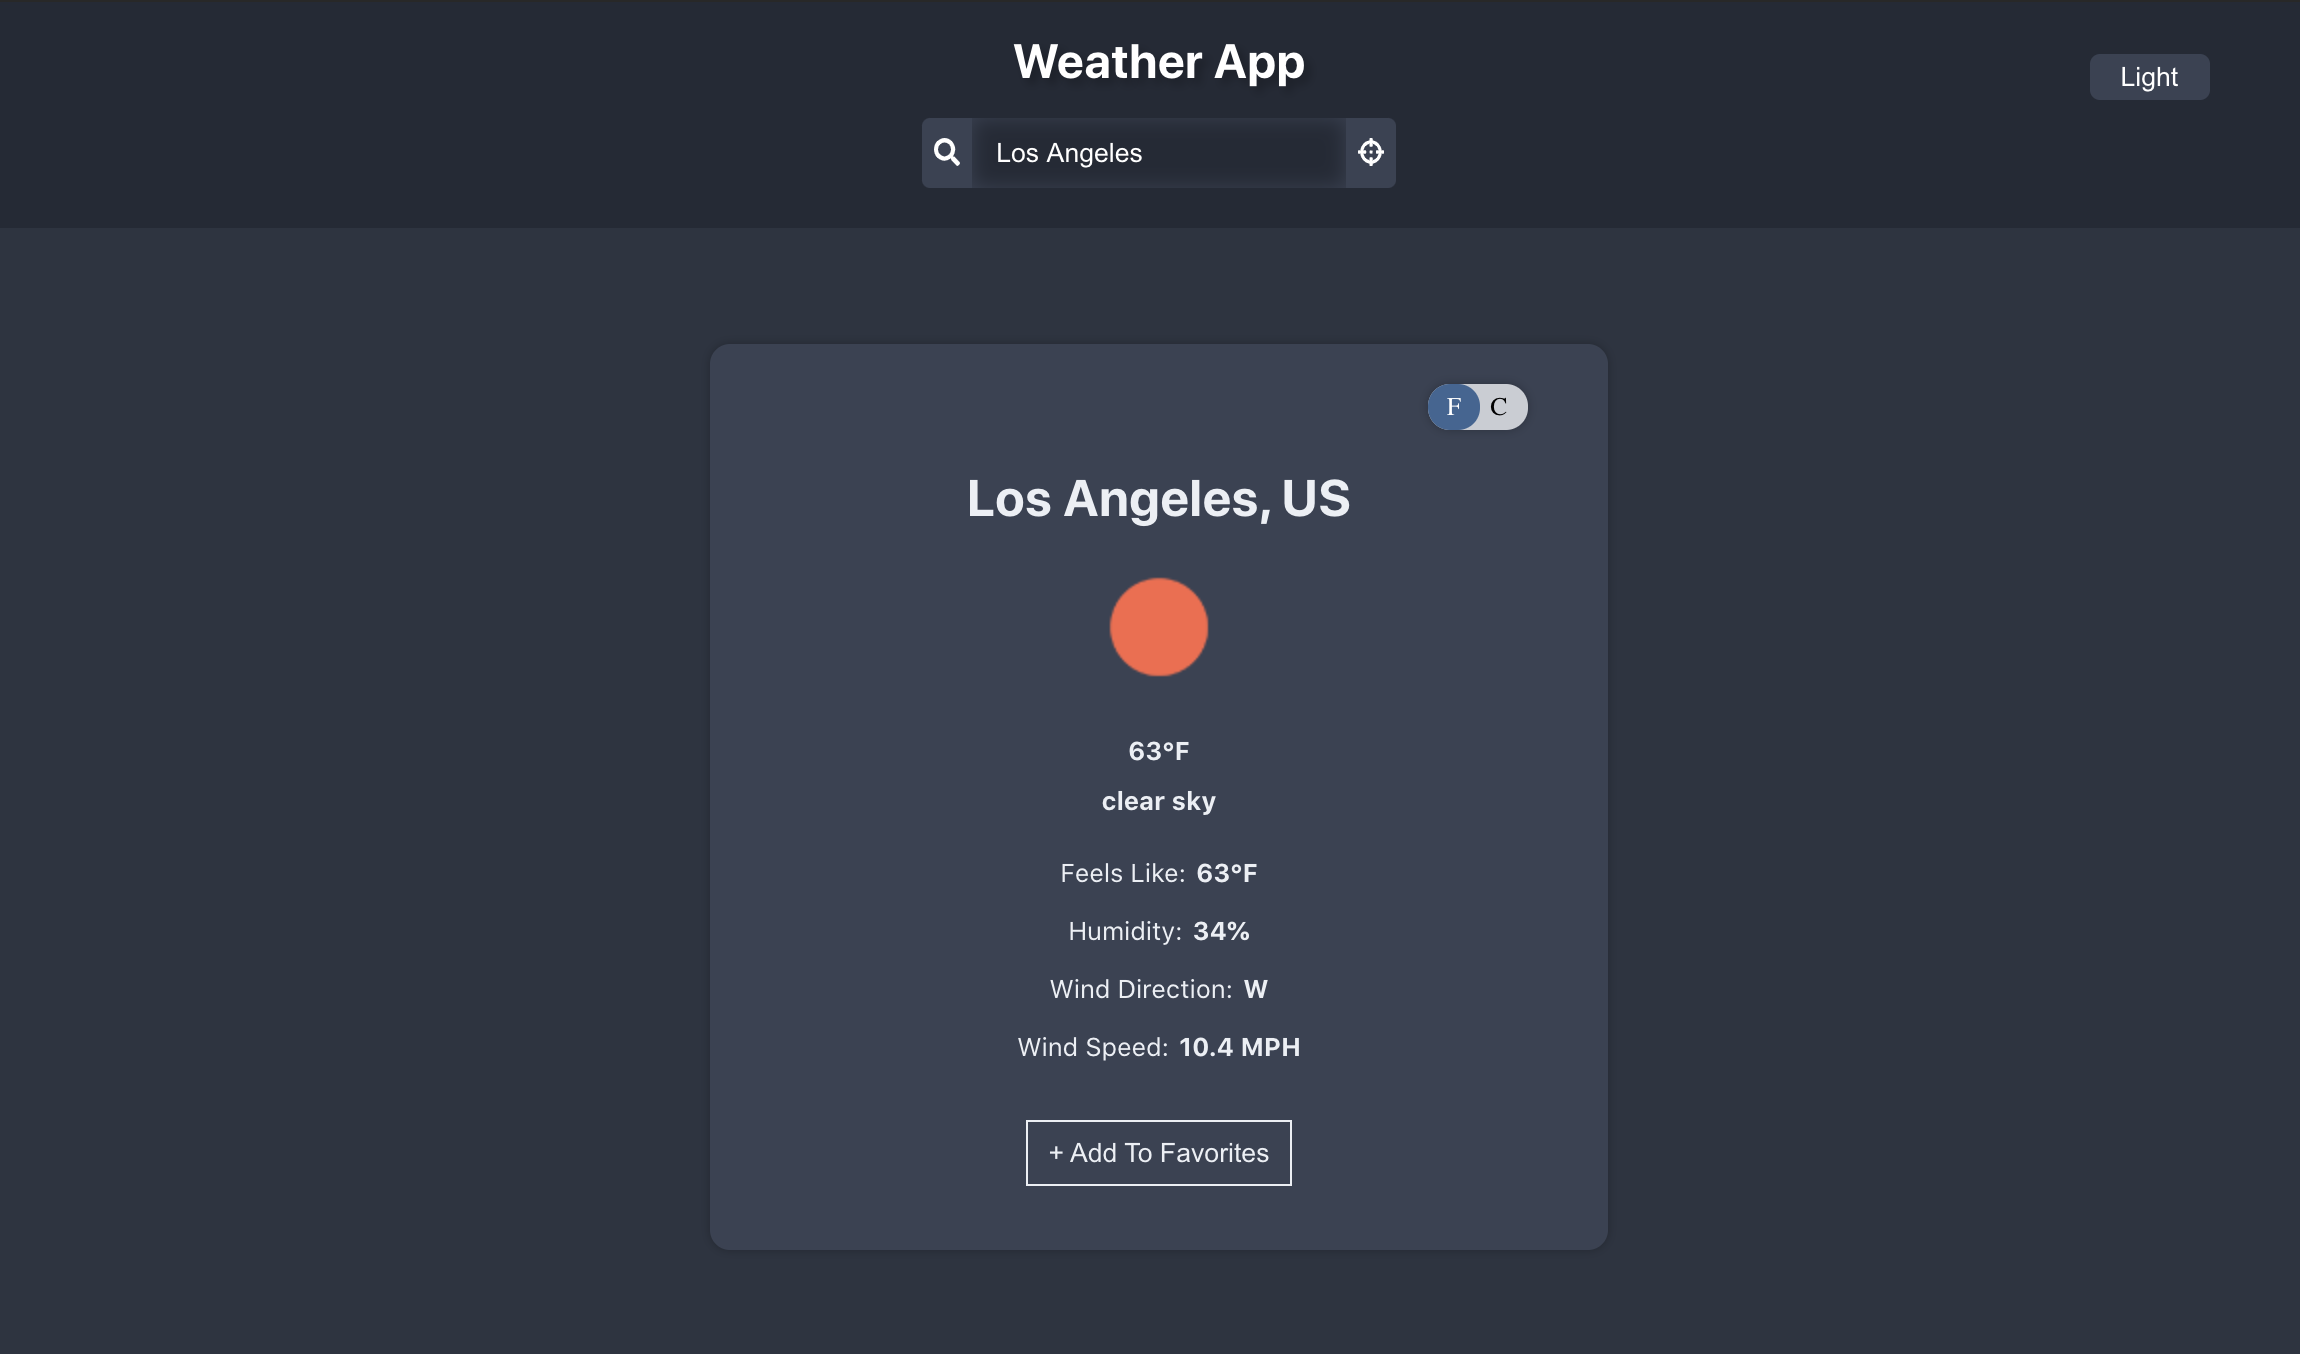 Weather App
Light
Los Angeles
F C
Los Angeles, US
63°F
clear sky
Feels Like: 63°F
Humidity: 34%
Wind Direction: W
Wind Speed: 10.4 MPH
+ Add To Favorites